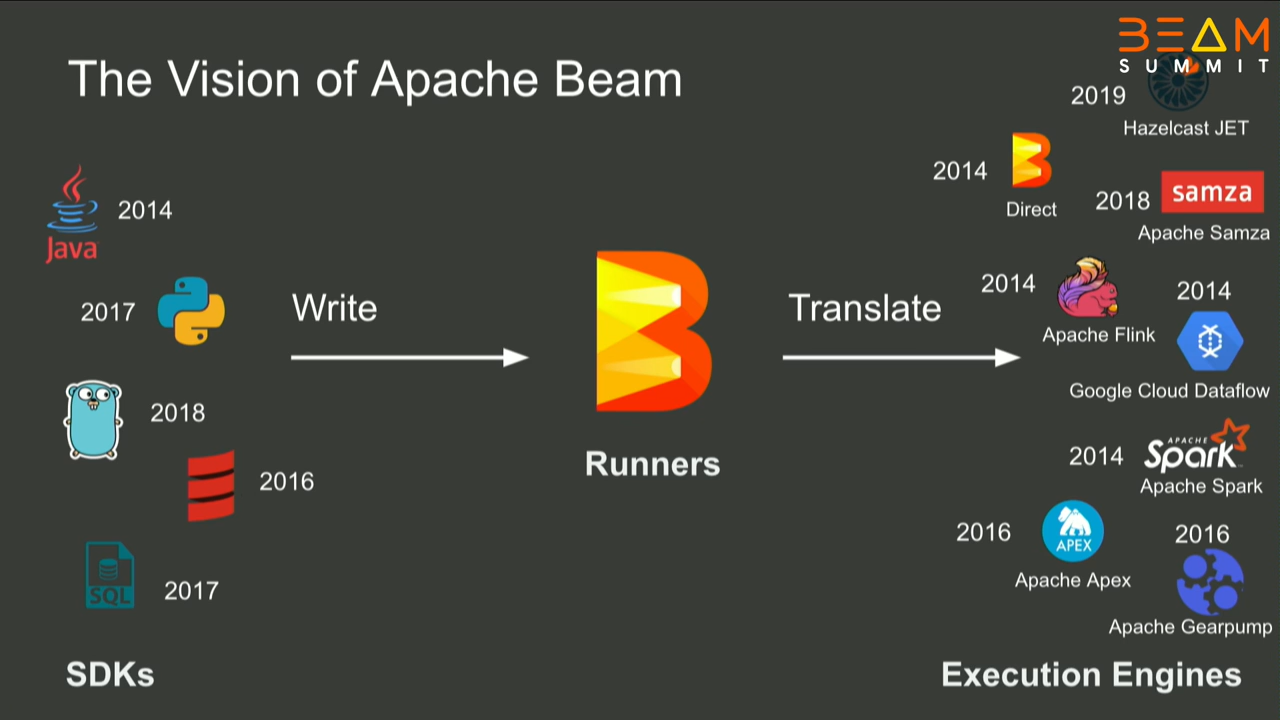 BEAM
SUMMIT
The Vision of Apache Beam
2019
Hazelcast JET
2014
Direct
2018
samza
Apache Samza
2014
Java
2017
Write
Translate
2014
Apache Flink
2014
Google Cloud Dataflow
2018
2016
Runners
2014
APACHE
Spark
Apache Spark
2016
APEX
Apache Apex
2016
Apache Gearpump
SQL
2017
SDKs
Execution Engines